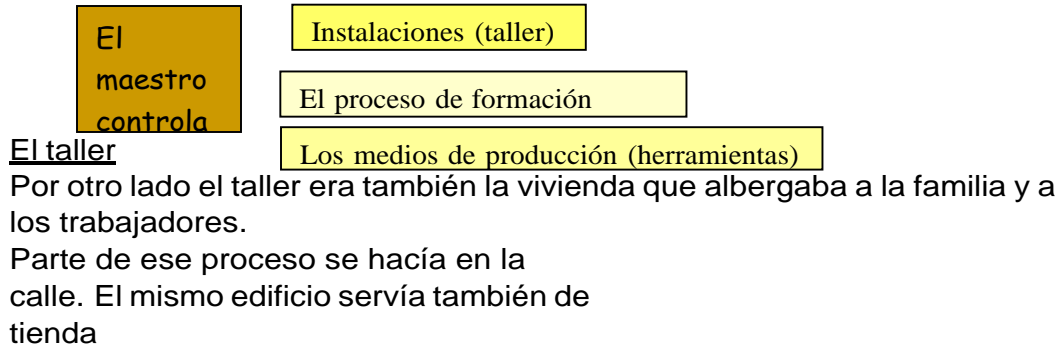 El
maestro
controla
Instalaciones (taller)
El proceso de formación
Los medios de producción (herramientas)
El taller
Por otro lado el taller era también la vivienda que albergaba a la familia y a
los trabajadores.
Parte de ese proceso se hacía en la
calle. El mismo edificio servía también de
tienda